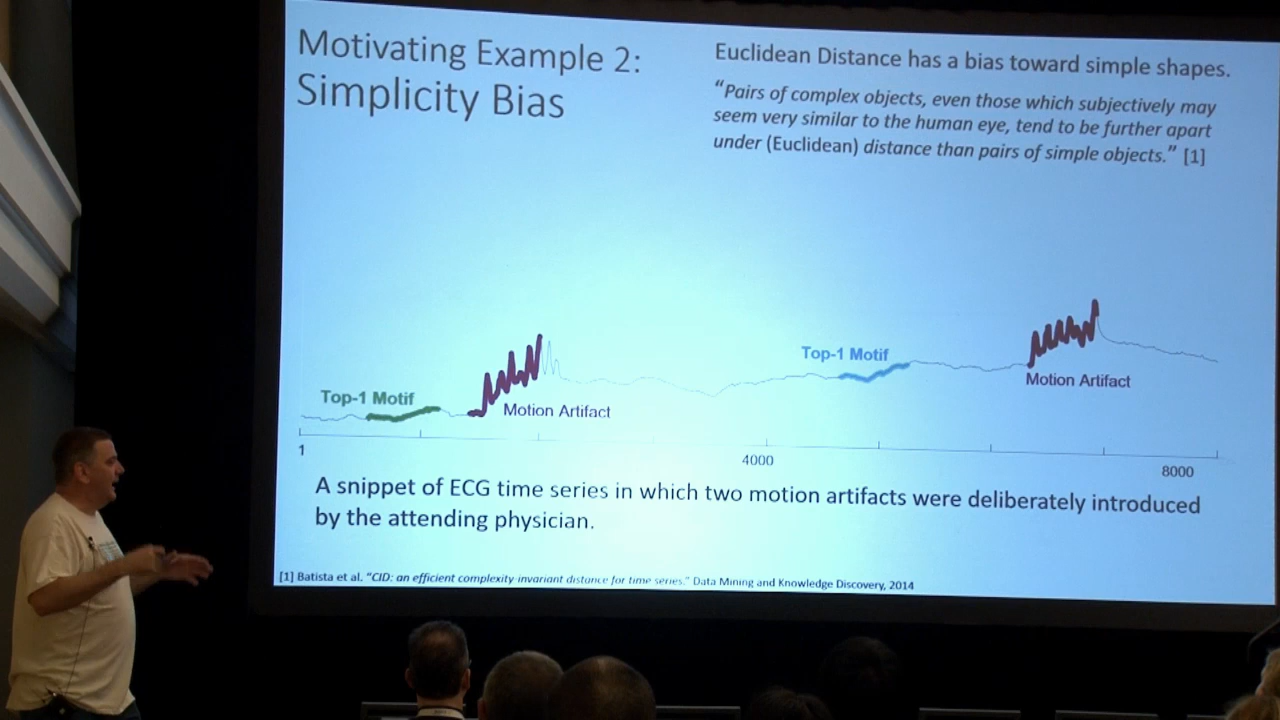 Motivating Example 2:
Simplicity Bias
Euclidean Distance has a bias toward simple shapes.
“Pairs of complex objects, even those which subjectively may
seem very similar to the human eye, tend to be further apart
under (Euclidean) distance than pairs of simple objects.” [1]
Top-1 Motif
Motion Artifact
Top-1 Motif
Motion Artifact
1
4000
8000
A snippet of ECG time series in which two motion artifacts were deliberately introduced
by the attending physician.
[1] Batista et al. “CID: an efficient complexity-invariant distance for time series.” Data Mining and Knowledge Discovery, 2014